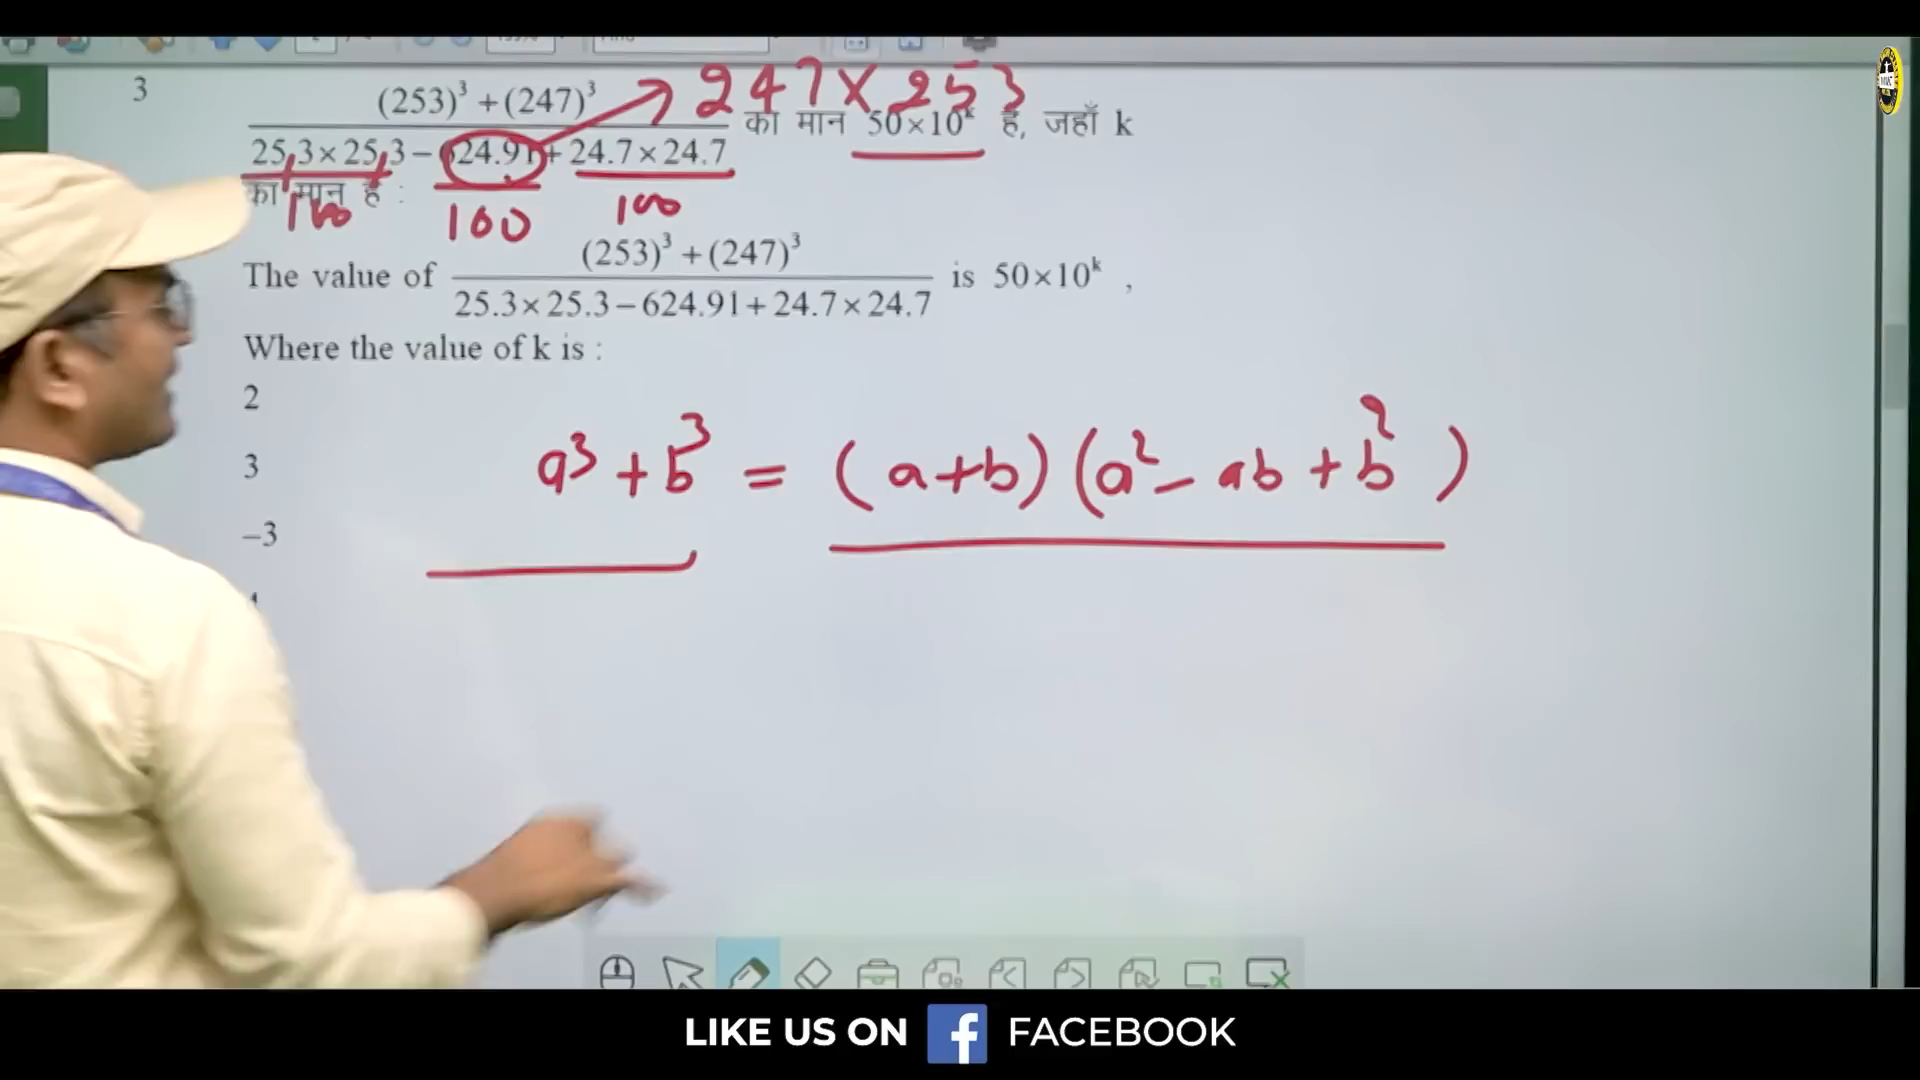 3
(253)³ + (247)³ / 25.3×25.3−624.91+24.7×24.7 का मान 50×10ᵏ है, जहाँ k
247×253
का मान है :
100 100 100
The value of (253)³ + (247)³ / 25.3×25.3−624.91+24.7×24.7 is 50×10ᵏ ,
Where the value of k is :
2
3
−3
a³ + b³ = (a+b)(a² − ab + b²)
LIKE US ON f FACEBOOK